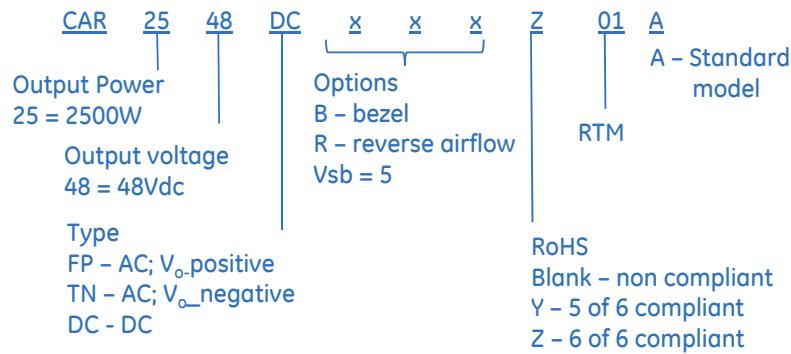 CAR 25 48 DC x x x Z 01 A
A – Standard
model
Output Power
25 = 2500W
Options
B – bezel
R – reverse airflow
Vsb = 5
RTM
Output voltage
48 = 48Vdc
Type
FP – AC; Vo-positive
TN – AC; Vo_negative
DC - DC
RoHS
Blank – non compliant
Y – 5 of 6 compliant
Z – 6 of 6 compliant